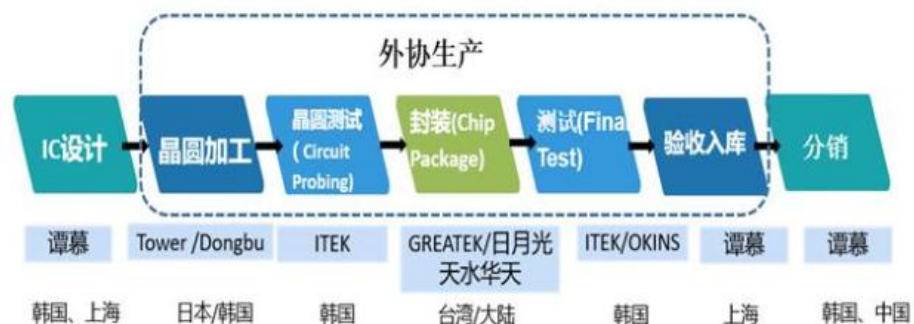 外协生产
IC设计
晶圆加工
晶圆测试
( Circuit
Probing)
封装(Chip
Package)
测试(Fina
Test)
验收入库
分销
谭慕
Tower /Dongbu
ITEK
GREATEK/日月光
天水华天
ITEK/OKINS
谭慕
谭慕
韩国、上海
日本/韩国
韩国
台湾/大陆
韩国
上海
韩国、中国